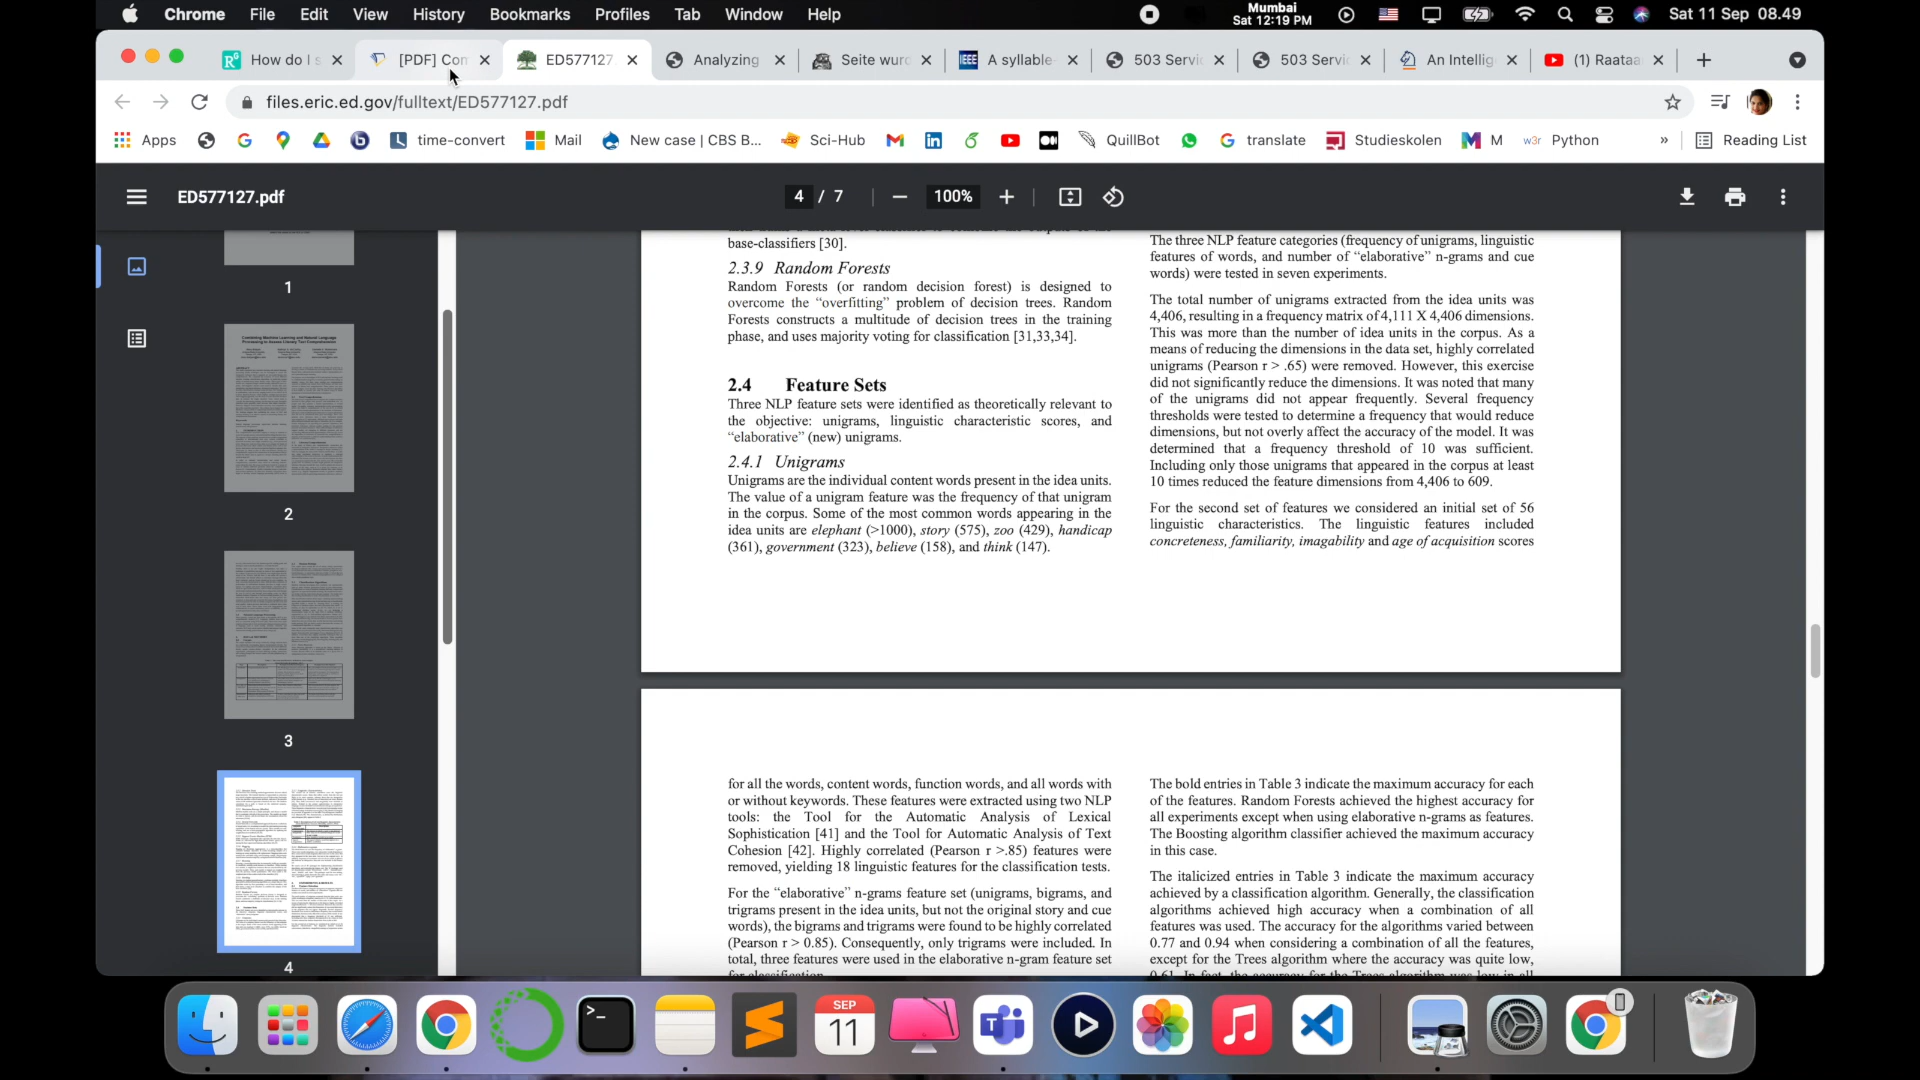 Chrome File Edit View History Bookmarks Profiles Tab Window Help
Mumbai
Sat 12:19 PM
Sat 11 Sep 08.49
How do I s
[PDF] Con
ED577127
Analyzing
Seite wurd
A syllable-
503 Servic
503 Servic
An Intellig
(1) Raataa
files.eric.ed.gov/fulltext/ED577127.pdf
Apps
time-convert
Mail
New case | CBS B...
Sci-Hub
QuillBot
translate
Studieskolen
M
w3r Python
»
Reading List
ED577127.pdf
4 / 7
100%
1
2
3
4
base-classifiers [30].
2.3.9 Random Forests
Random Forests (or random decision forest) is designed to
overcome the “overfitting” problem of decision trees. Random
Forests constructs a multitude of decision trees in the training
phase, and uses majority voting for classification [31,33,34].
2.4 Feature Sets
Three NLP feature sets were identified as theoretically relevant to
the objective: unigrams, linguistic characteristic scores, and
“elaborative” (new) unigrams.
2.4.1 Unigrams
Unigrams are the individual content words present in the idea units.
The value of a unigram feature was the frequency of that unigram
in the corpus. Some of the most common words appearing in the
idea units are elephant (>1000), story (575), zoo (429), handicap
(361), government (323), believe (158), and think (147).
The three NLP feature categories (frequency of unigrams, linguistic
features of words, and number of “elaborative” n-grams and cue
words) were tested in seven experiments.
The total number of unigrams extracted from the idea units was
4,406, resulting in a frequency matrix of 4,111 X 4,406 dimensions.
This was more than the number of idea units in the corpus. As a
means of reducing the dimensions in the data set, highly correlated
unigrams (Pearson r > .65) were removed. However, this exercise
did not significantly reduce the dimensions. It was noted that many
of the unigrams did not appear frequently. Several frequency
thresholds were tested to determine a frequency that would reduce
dimensions, but not overly affect the accuracy of the model. It was
determined that a frequency threshold of 10 was sufficient.
Including only those unigrams that appeared in the corpus at least
10 times reduced the feature dimensions from 4,406 to 609.
For the second set of features we considered an initial set of 56
linguistic characteristics. The linguistic features included
concreteness, familiarity, imagability and age of acquisition scores
for all the words, content words, function words, and all words with
or without keywords. These features were extracted using two NLP
tools: the Tool for the Automatic Analysis of Lexical
Sophistication [41] and the Tool for Automatic Analysis of Text
Cohesion [42]. Highly correlated (Pearson r >.85) features were
removed, yielding 18 linguistic features for the classification tests.
For the “elaborative” n-grams feature set (unigrams, bigrams, and
trigrams present in the idea units, but not the original story and cue
words), the bigrams and trigrams were found to be highly correlated
(Pearson r > 0.85). Consequently, only trigrams were included. In
total, three features were used in the elaborative n-gram feature set
for classification.
The bold entries in Table 3 indicate the maximum accuracy for each
of the features. Random Forests achieved the highest accuracy for
all experiments except when using elaborative n-grams as features.
The Boosting algorithm classifier achieved the maximum accuracy
in this case.
The italicized entries in Table 3 indicate the maximum accuracy
achieved by a classification algorithm. Generally, the classification
algorithms achieved high accuracy when a combination of all
features was used. The accuracy for the algorithms varied between
0.77 and 0.94 when considering a combination of all the features,
except for the Trees algorithm where the accuracy was quite low,
0.61. In fact, the accuracy for the Trees algorithm was low in all
SEP
11